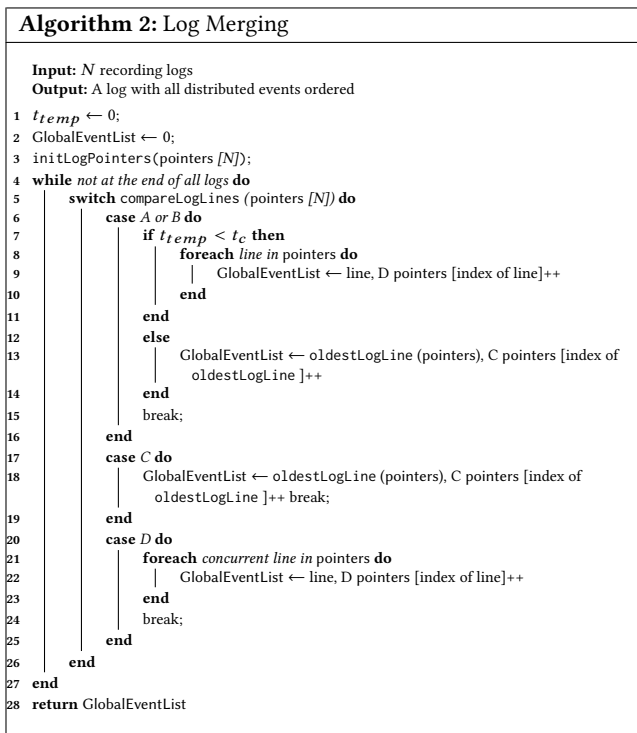 Algorithm 2: Log Merging
Input: N recording logs
Output: A log with all distributed events ordered
1 t_temp ← 0;
2 GlobalEventList ← 0;
3 initLogPointers(pointers [N]);
4 while not at the end of all logs do
5 switch compareLogLines (pointers [N]) do
6 case A or B do
7 if t_temp < t_c then
8 foreach line in pointers do
9 GlobalEventList ← line, D pointers [index of line]++
10 end
11 end
12 else
13 GlobalEventList ← oldestLogLine (pointers), C pointers [index of
oldestLogLine ]++
14 end
15 break;
16 end
17 case C do
18 GlobalEventList ← oldestLogLine (pointers), C pointers [index of
oldestLogLine ]++ break;
19 end
20 case D do
21 foreach concurrent line in pointers do
22 GlobalEventList ← line, D pointers [index of line]++
23 end
24 break;
25 end
26 end
27 end
28 return GlobalEventList